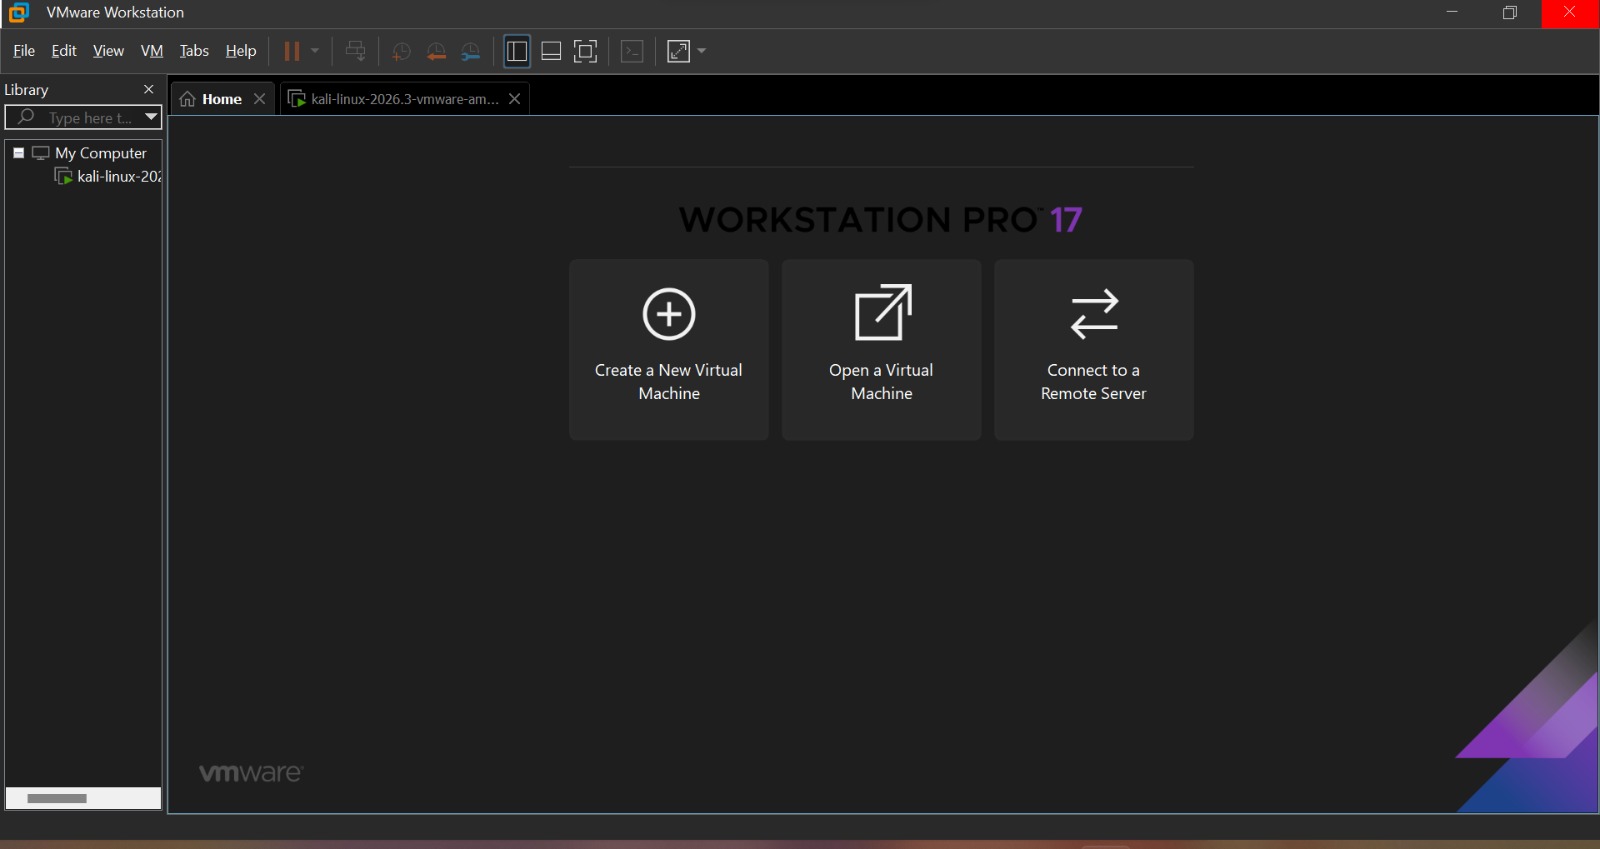 VMware Workstation
File Edit View VM Tabs Help
Library
Home
kali-linux-2026.3-vmware-am...
Type here t...
My Computer
kali-linux-202
WORKSTATION PRO™ 17
Create a New Virtual
Machine
Open a Virtual
Machine
Connect to a
Remote Server
vmware®